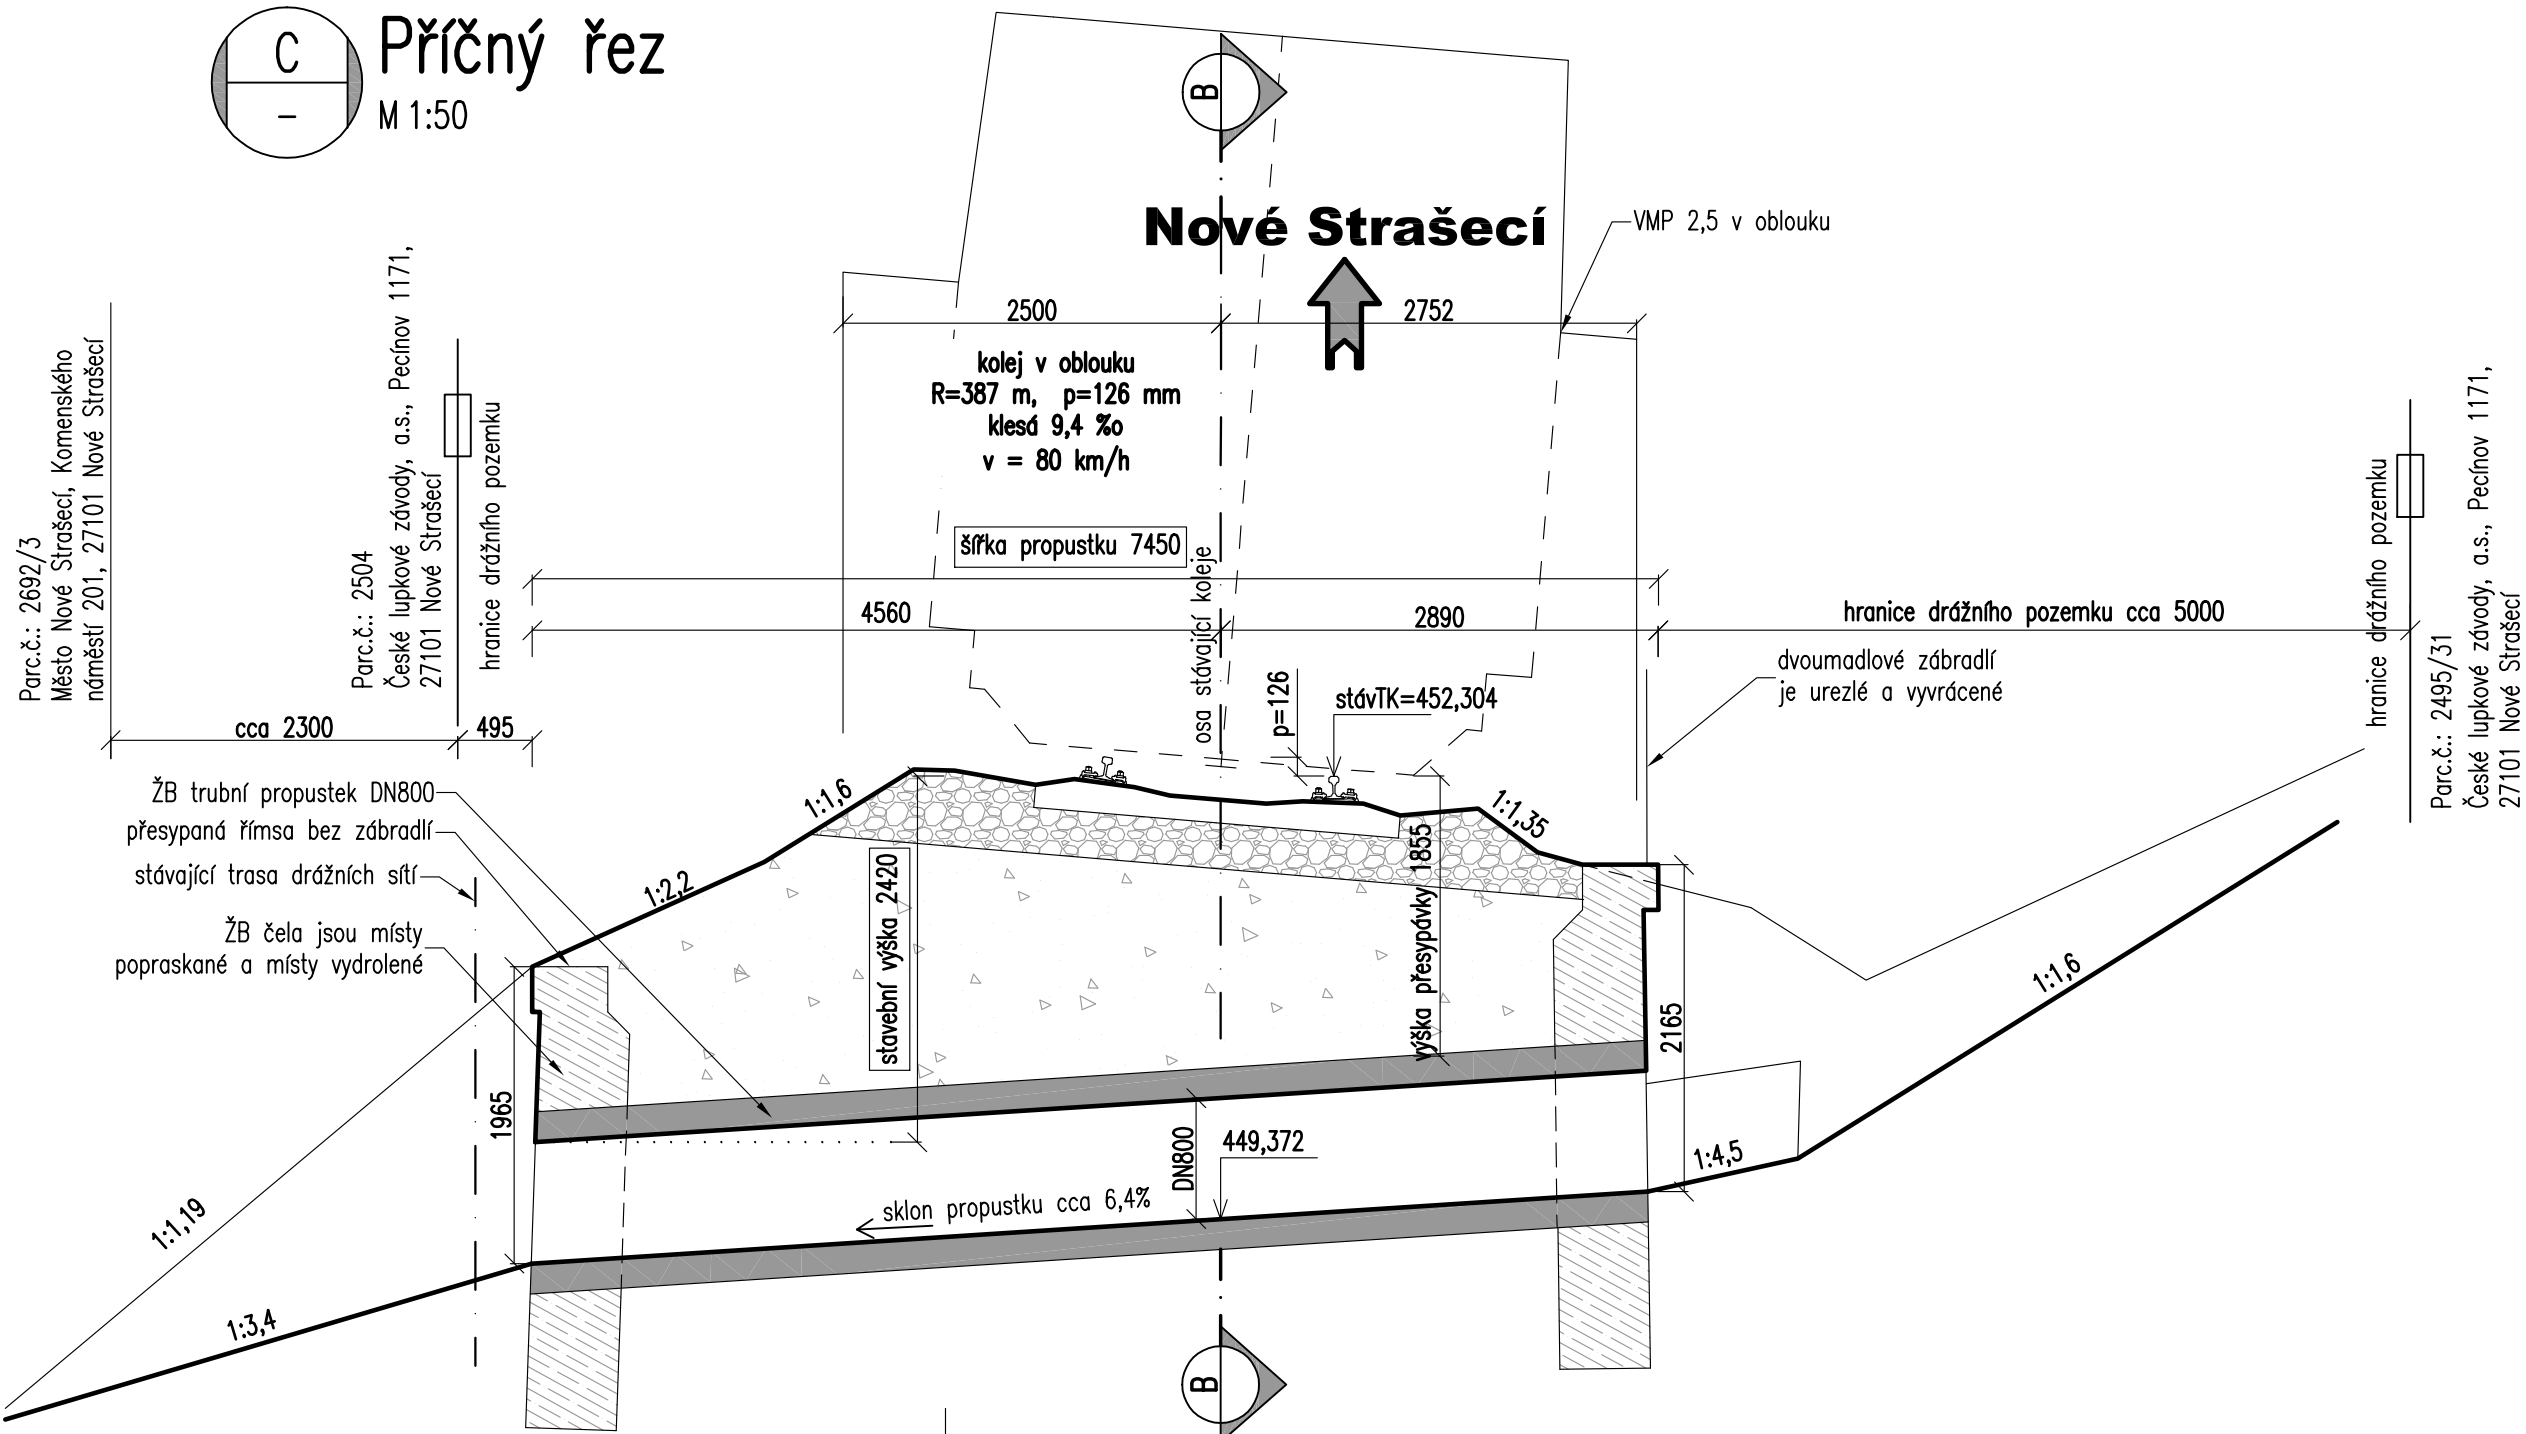 C
-
Příčný řez
M 1:50
B
Nové Strašecí
VMP 2,5 v oblouku
2500
2752
kolej v oblouku
R=387 m, p=126 mm
klesá 9,4 ‰
v = 80 km/h
Parc.č.: 2692/3
Město Nové Strašecí, Komenského
náměstí 201, 27101 Nové Strašecí
Parc.č.: 2504
České lupkové závody, a.s., Pecínov 1171,
27101 Nové Strašecí
hranice drážního pozemku
šířka propustku 7450
osa stávající koleje
4560
2890
hranice drážního pozemku cca 5000
hranice drážního pozemku
Parc.č.: 2495/31
České lupkové závody, a.s., Pecínov 1171,
27101 Nové Strašecí
dvoumadlové zábradlí
je urezlé a vyvrácené
p=126
stávTK=452,304
cca 2300
495
ŽB trubní propustek DN800
přesypaná římsa bez zábradlí
stávající trasa drážních sítí
ŽB čela jsou místy
popraskané a místy vydrolené
1:1,6
1:2,2
1:1,35
stavební výška 2420
výška přesypávky 1855
1:1,6
2165
1965
DN800
449,372
1:4,5
sklon propustku cca 6,4%
1:1,19
1:3,4
B